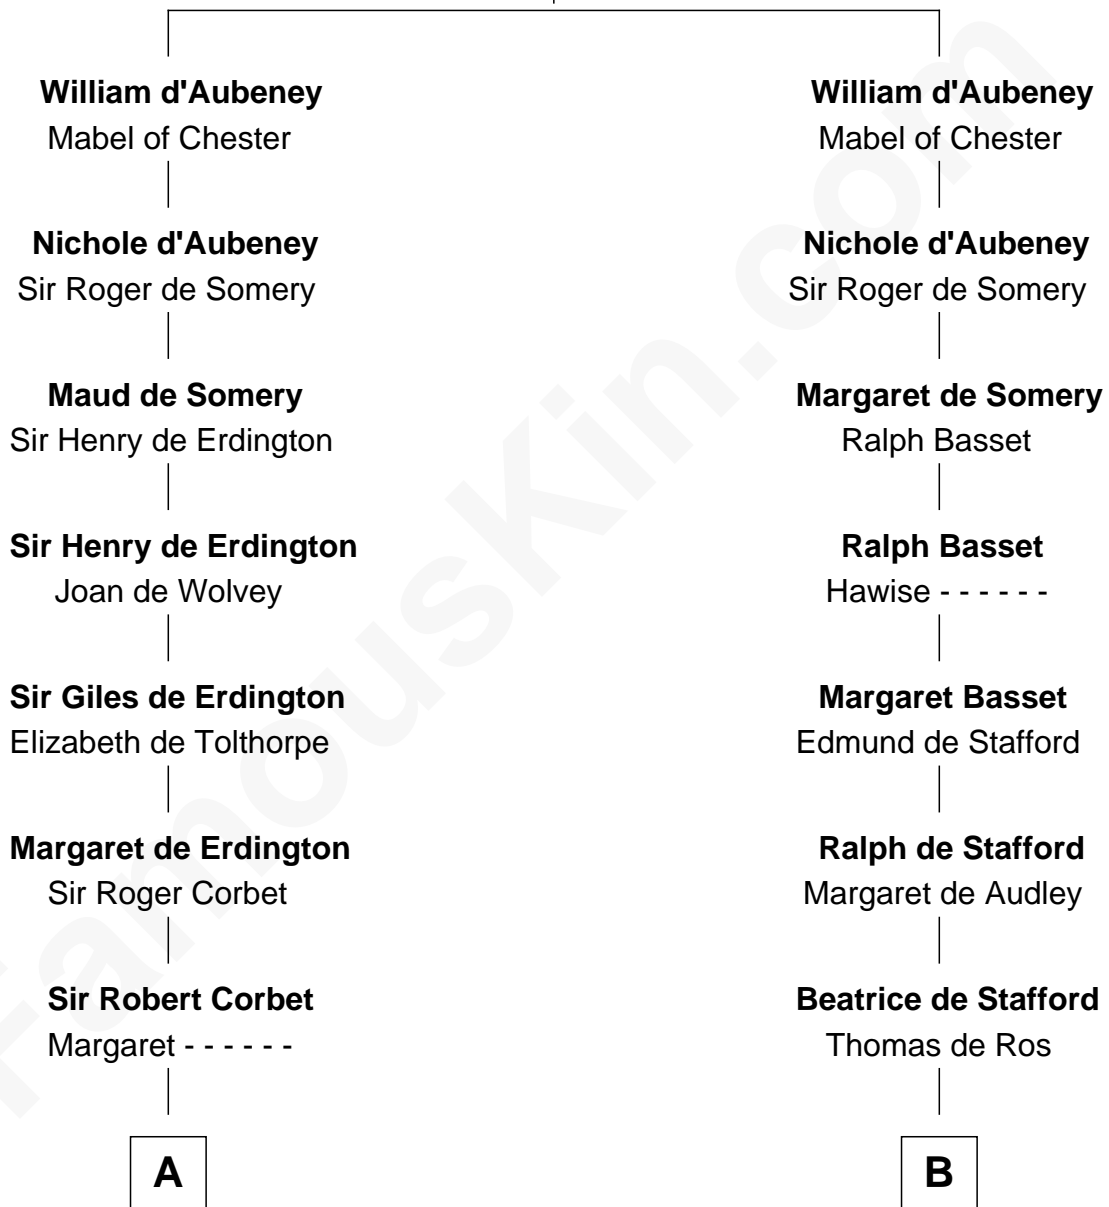 William d'Aubeney
Mabel of Chester
Nichole d'Aubeney
Sir Roger de Somery
Maud de Somery
Sir Henry de Erdington
Sir Henry de Erdington
Joan de Wolvey
Sir Giles de Erdington
Elizabeth de Tolthorpe
Margaret de Erdington
Sir Roger Corbet
Sir Robert Corbet
Margaret - - - - - -
A
William d'Aubeney
Mabel of Chester
Nichole d'Aubeney
Sir Roger de Somery
Margaret de Somery
Ralph Basset
Ralph Basset
Hawise - - - - - -
Margaret Basset
Edmund de Stafford
Ralph de Stafford
Margaret de Audley
Beatrice de Stafford
Thomas de Ros
B
FamousKin.com